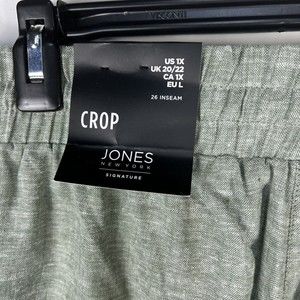 US 1X
UK 20/22
CA 1X
EU L
26 INSEAM
CROP
JONES
NEW YORK
SIGNATURE